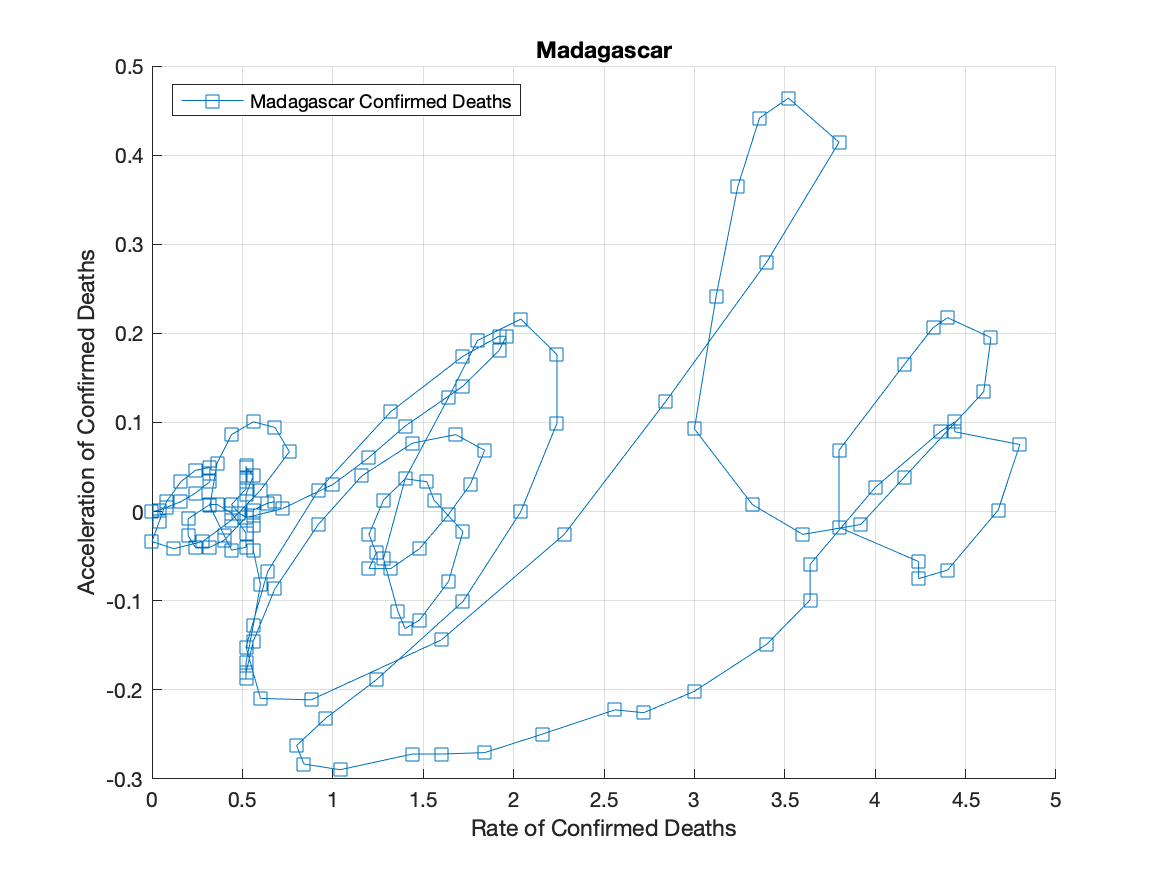 Madagascar
Madagascar Confirmed Deaths
Acceleration of Confirmed Deaths
0.5
0.4
0.3
0.2
0.1
0
-0.1
-0.2
-0.3
0 0.5 1 1.5 2 2.5 3 3.5 4 4.5 5
Rate of Confirmed Deaths